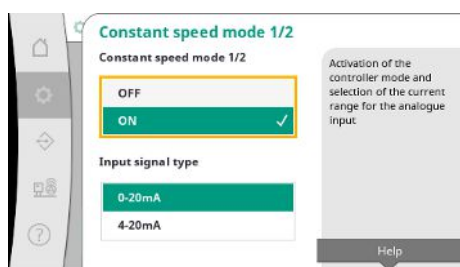 Constant speed mode 1/2
Constant speed mode 1/2
OFF
ON
Input signal type
0-20mA
4-20mA
Activation of the
controller mode and
selection of the current
range for the analogue
input
Help